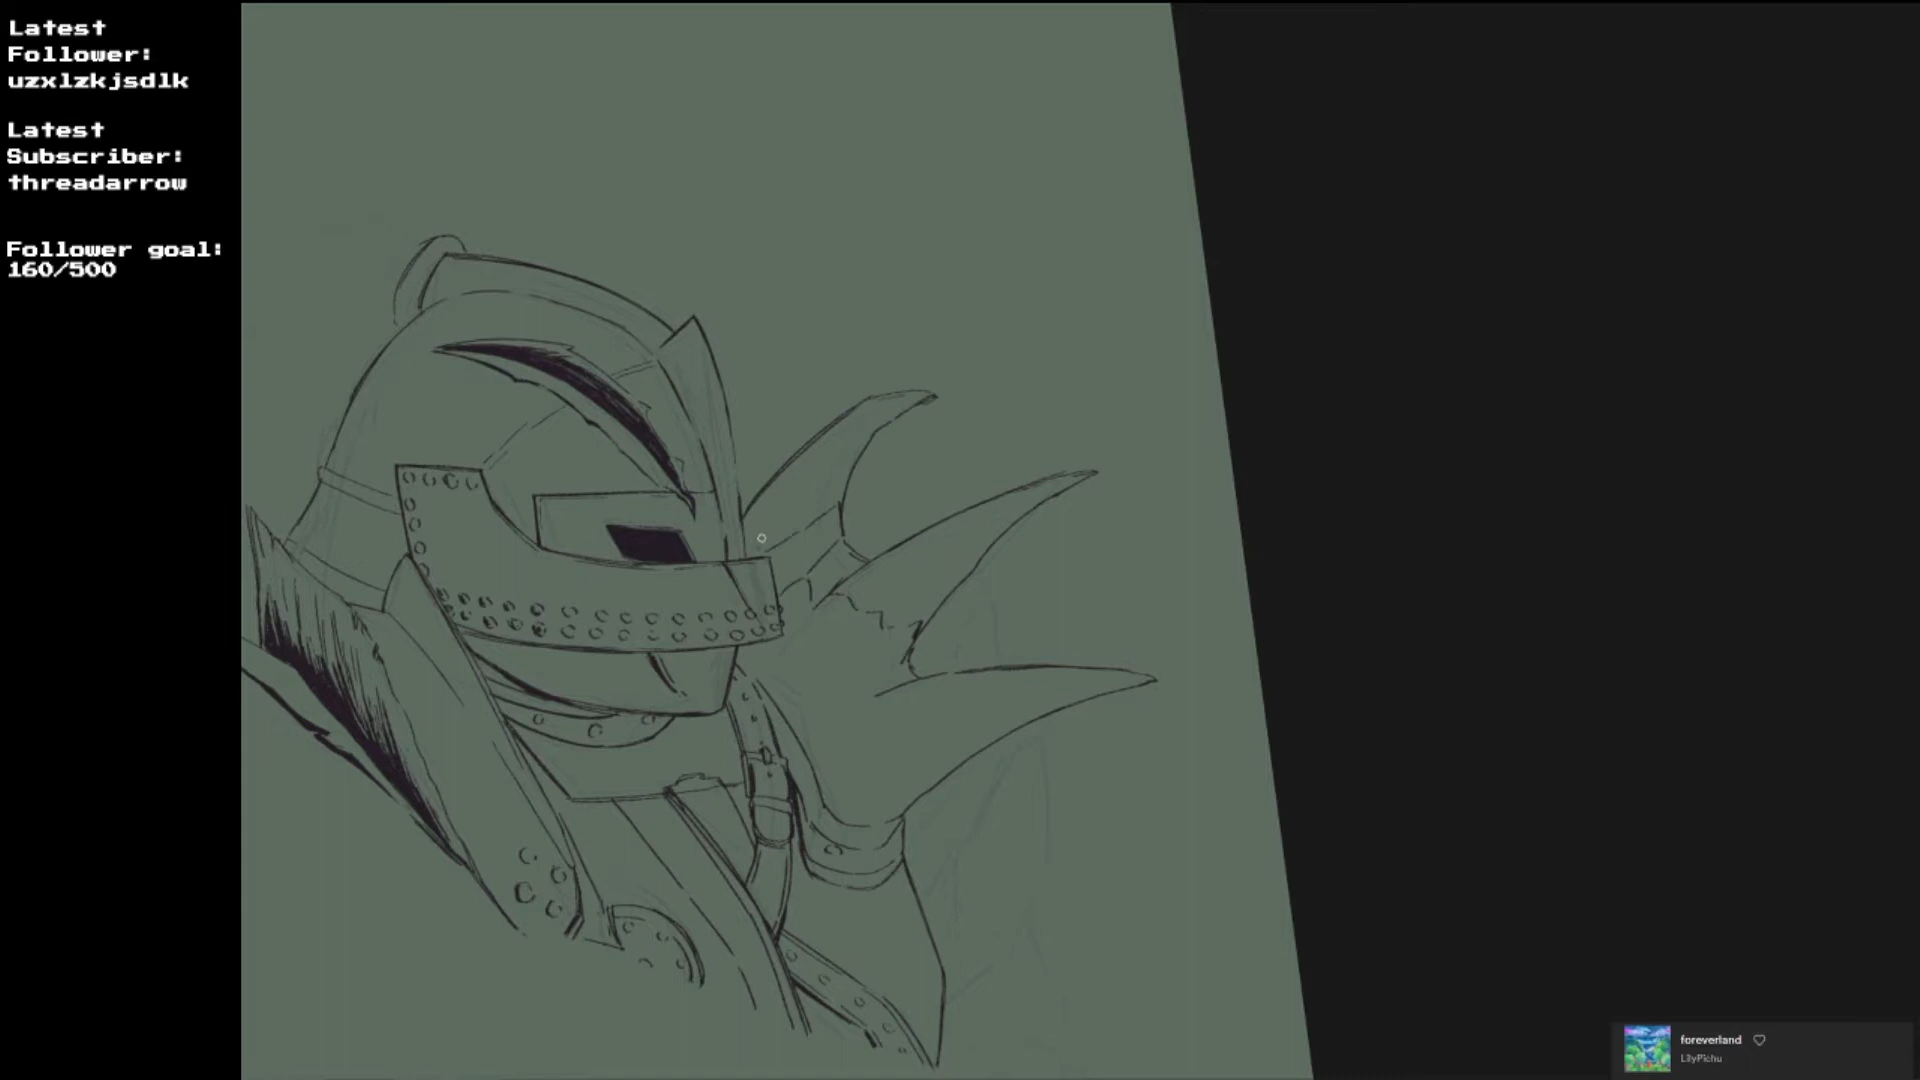 Latest
Follower:
uzxlzkjsdlk
Latest
Subscriber:
threadarrow
Follower goal:
160/500
foreverland
LilyPichu